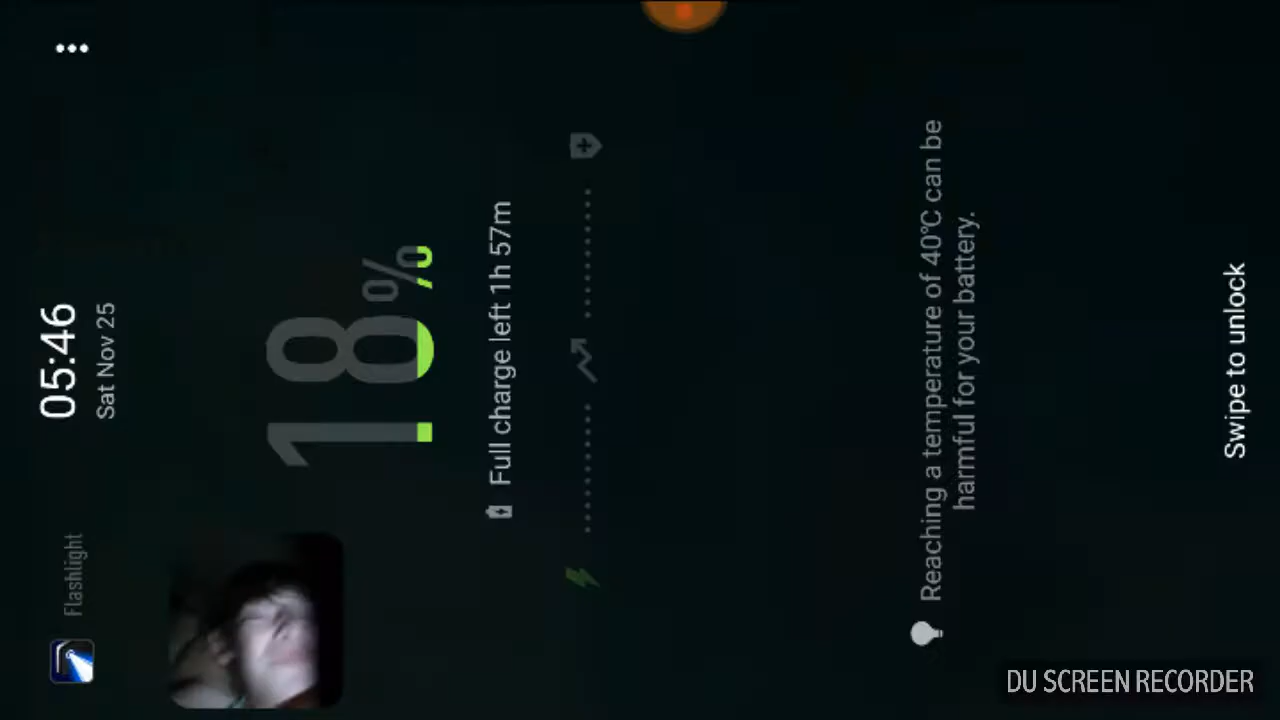 Flashlight
05:46
Sat Nov 25
18%
Full charge left 1h 57m
Reaching a temperature of 40℃ can be
harmful for your battery.
Swipe to unlock
DU SCREEN RECORDER